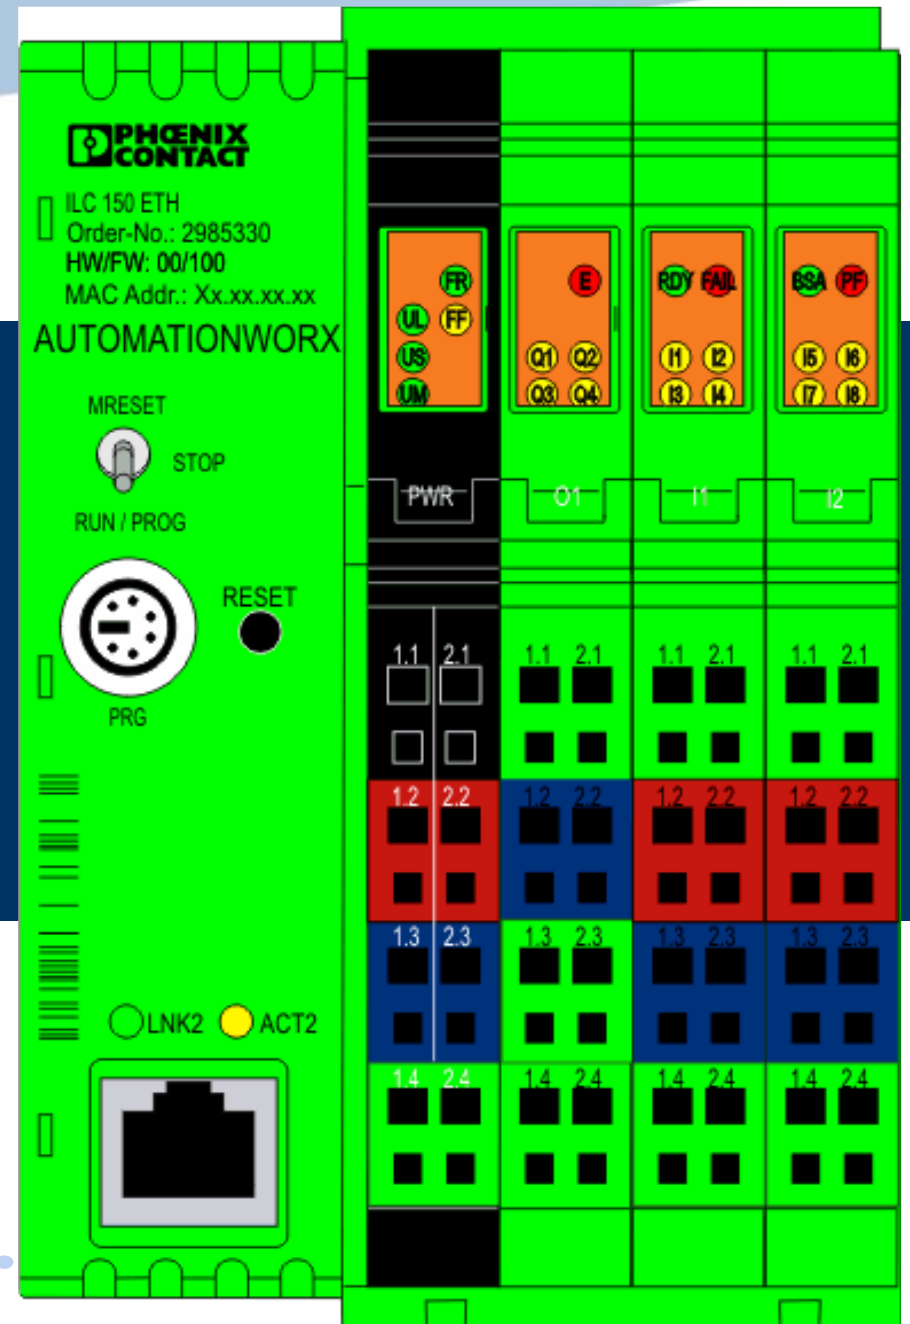 PHŒNIX
CONTACT
ILC 150 ETH
Order-No.: 2985330
HW/FW: 00/100
MAC Addr.: Xx.xx.xx.xx
AUTOMATIONWORX
MRESET
STOP
RUN / PROG
RESET
PRG
LNK2 ACT2
FR
UL FF
US
UM
E
Q1 Q2
Q3 Q4
RDY FAIL
I1 I2
I3 I4
BSA PF
I5 I6
I7 I8
PWR O1 I1 I2
1.1 2.1 1.1 2.1 1.1 2.1 1.1 2.1
1.2 2.2 1.2 2.2 1.2 2.2 1.2 2.2
1.3 2.3 1.3 2.3 1.3 2.3 1.3 2.3
1.4 2.4 1.4 2.4 1.4 2.4 1.4 2.4